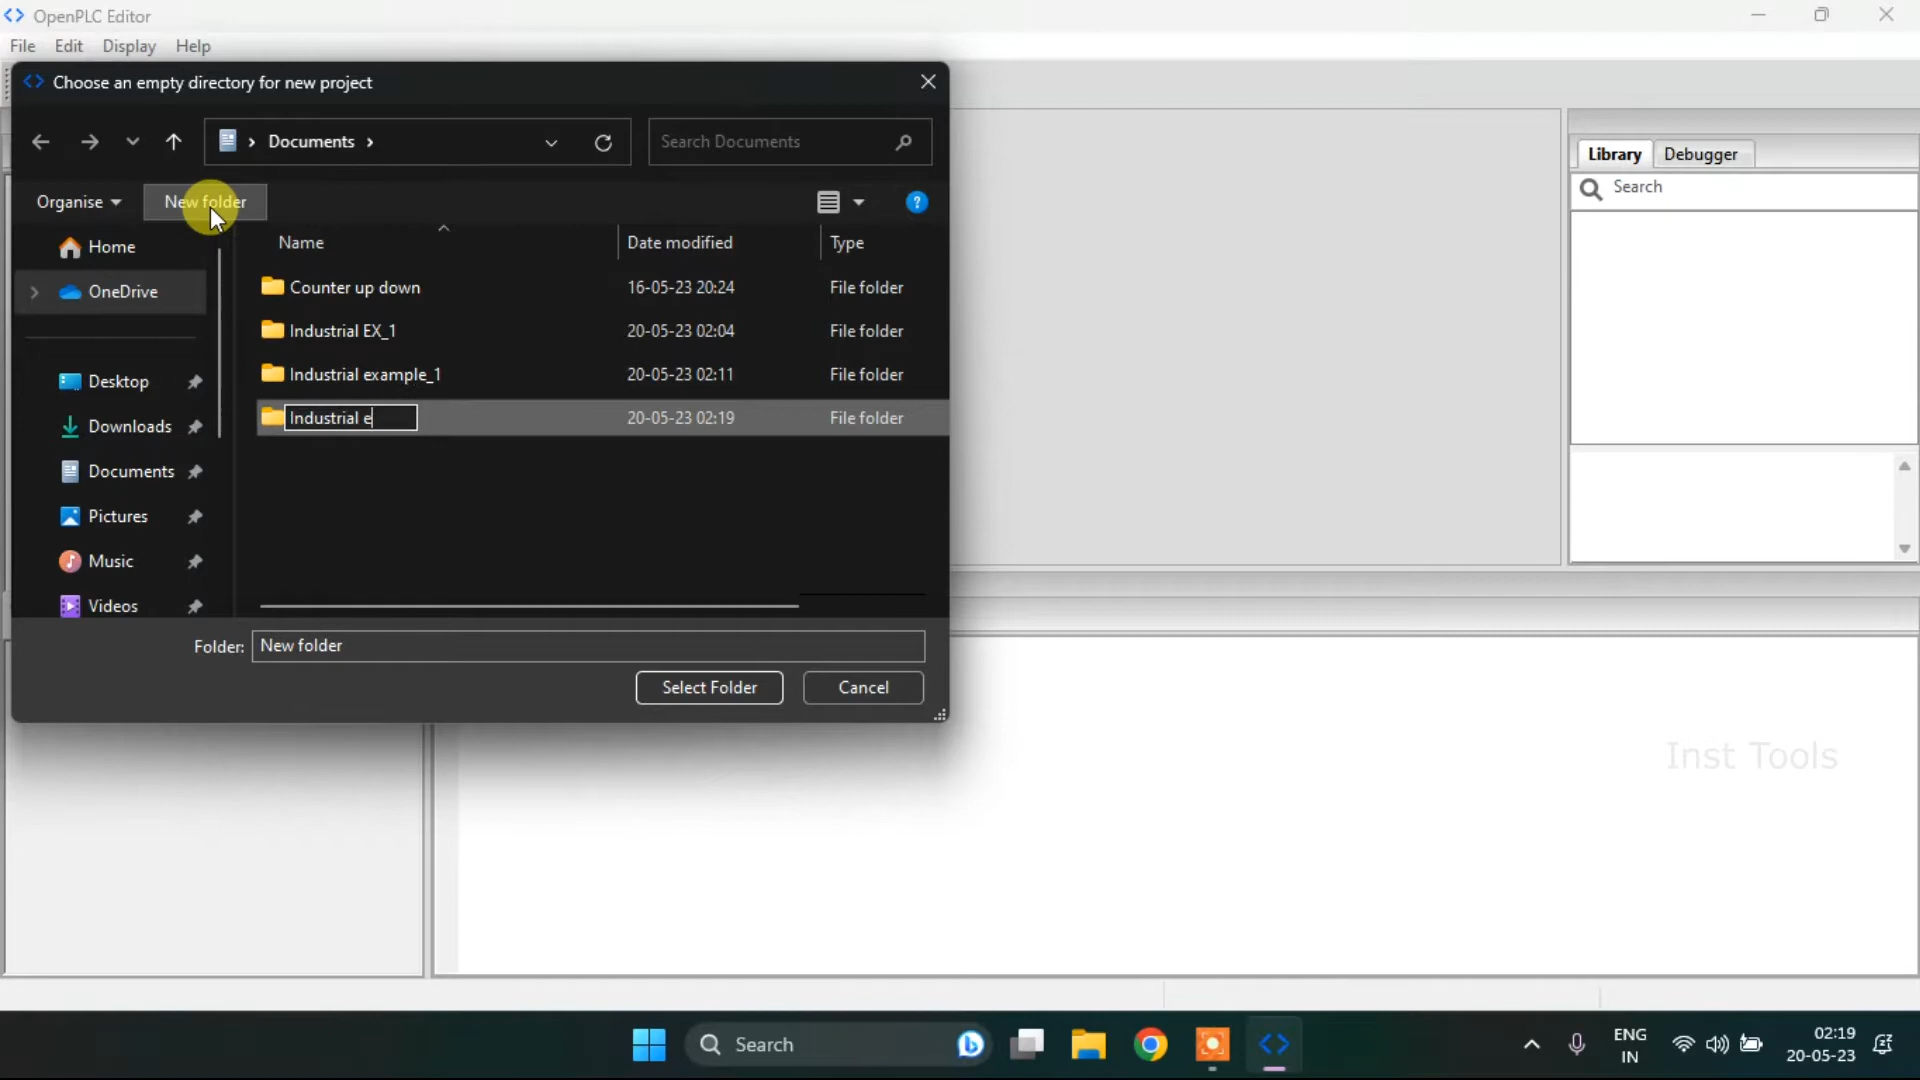 OpenPLC Editor
File Edit Display Help
Choose an empty directory for new project
Documents
Search Documents
Organise New folder
Home
OneDrive
Desktop
Downloads
Documents
Pictures
Music
Videos
Name Date modified Type
Counter up down 16-05-23 20:24 File folder
Industrial EX_1 20-05-23 02:04 File folder
Industrial example_1 20-05-23 02:11 File folder
Industrial e 20-05-23 02:19 File folder
Folder: New folder
Select Folder Cancel
Library Debugger
Search
Inst Tools
Search
ENG
IN
02:19
20-05-23